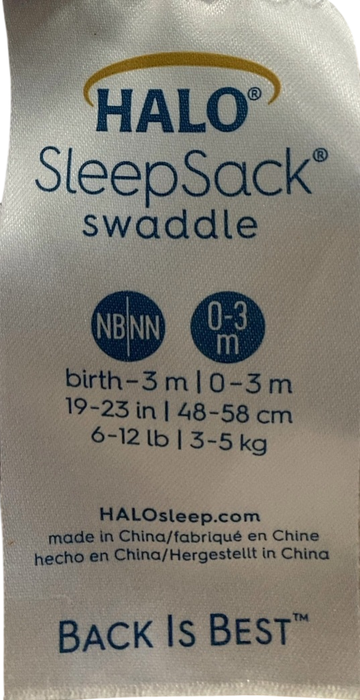 HALO®
SleepSack®
swaddle
NB|NN 0-3 m
birth-3 m | 0-3 m
19-23 in | 48-58 cm
6-12 lb | 3-5 kg
HALOsleep.com
made in China/fabriqué en Chine
hecho en China/Hergestellt in China
BACK IS BEST™